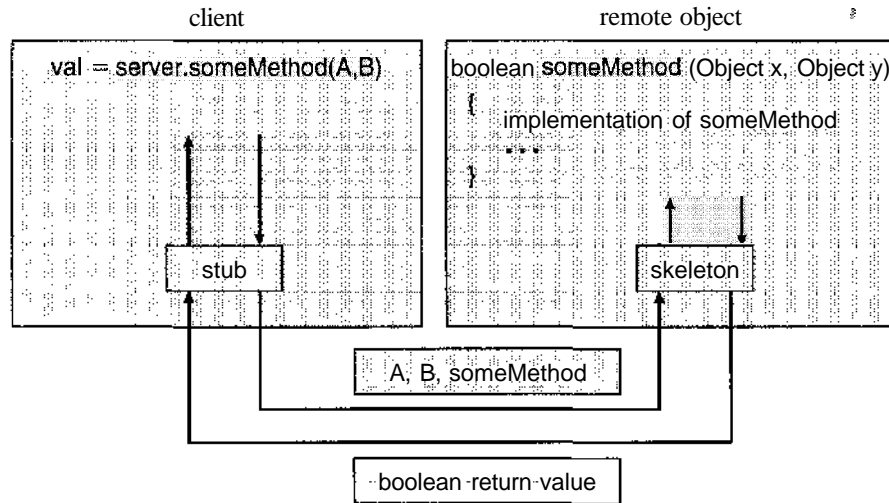 client
remote object
val = server.someMethod(A,B)
boolean someMethod (Object x, Object y)
{
implementation of someMethod
...
}
stub
skeleton
A, B, someMethod
boolean return value